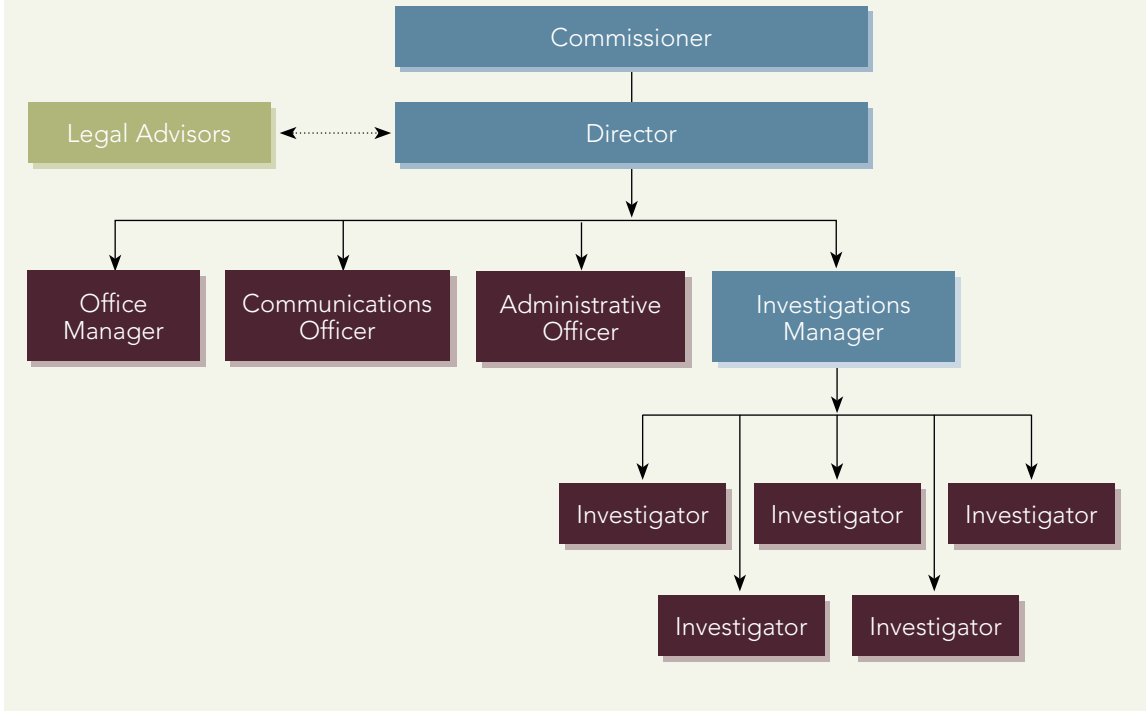 Commissioner
Legal Advisors
Director
Office
Manager
Communications
Officer
Administrative
Officer
Investigations
Manager
Investigator
Investigator
Investigator
Investigator
Investigator